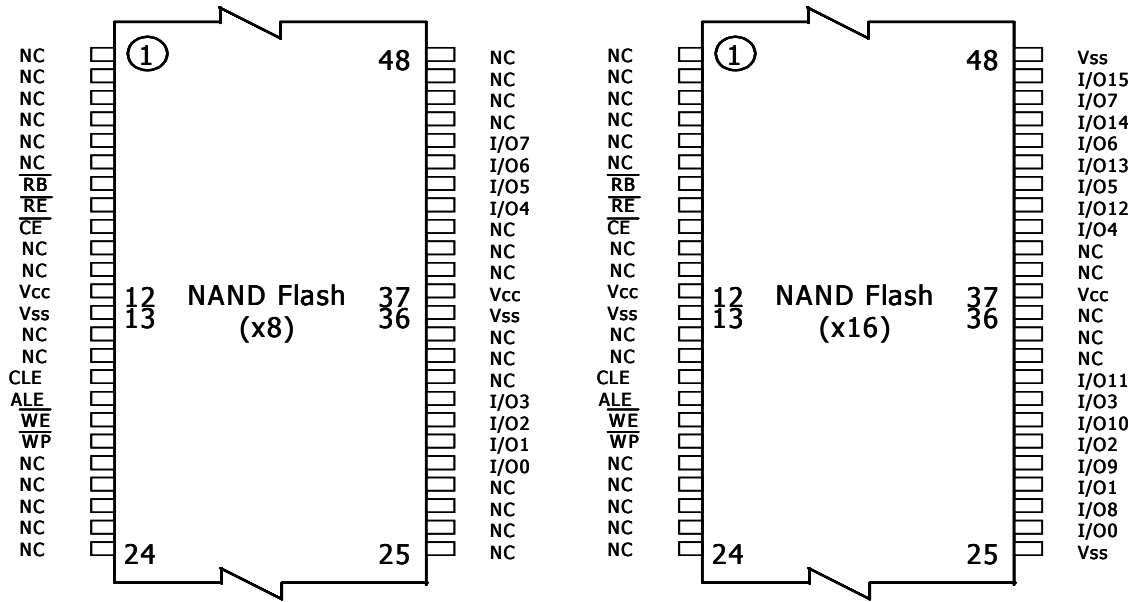 NC 1 48 NC
NC NC
NC NC
NC NC
NC I/O7
NC I/O6
RB I/O5
RE I/O4
CE NC
NC NC
NC NC
Vcc 12 NAND Flash 37 Vcc
Vss 13 (x8) 36 Vss
NC NC
NC NC
CLE NC
ALE I/O3
WE I/O2
WP I/O1
NC I/O0
NC NC
NC NC
NC NC
NC 24 25 NC
NC 1 48 Vss
NC I/O15
NC I/O7
NC I/O14
NC I/O6
NC I/O13
RB I/O5
RE I/O12
CE I/O4
NC NC
NC NC
Vcc 12 NAND Flash 37 Vcc
Vss 13 (x16) 36 NC
NC NC
NC NC
CLE I/O11
ALE I/O3
WE I/O10
WP I/O2
NC I/O9
NC I/O1
NC I/O8
NC I/O0
NC 24 25 Vss